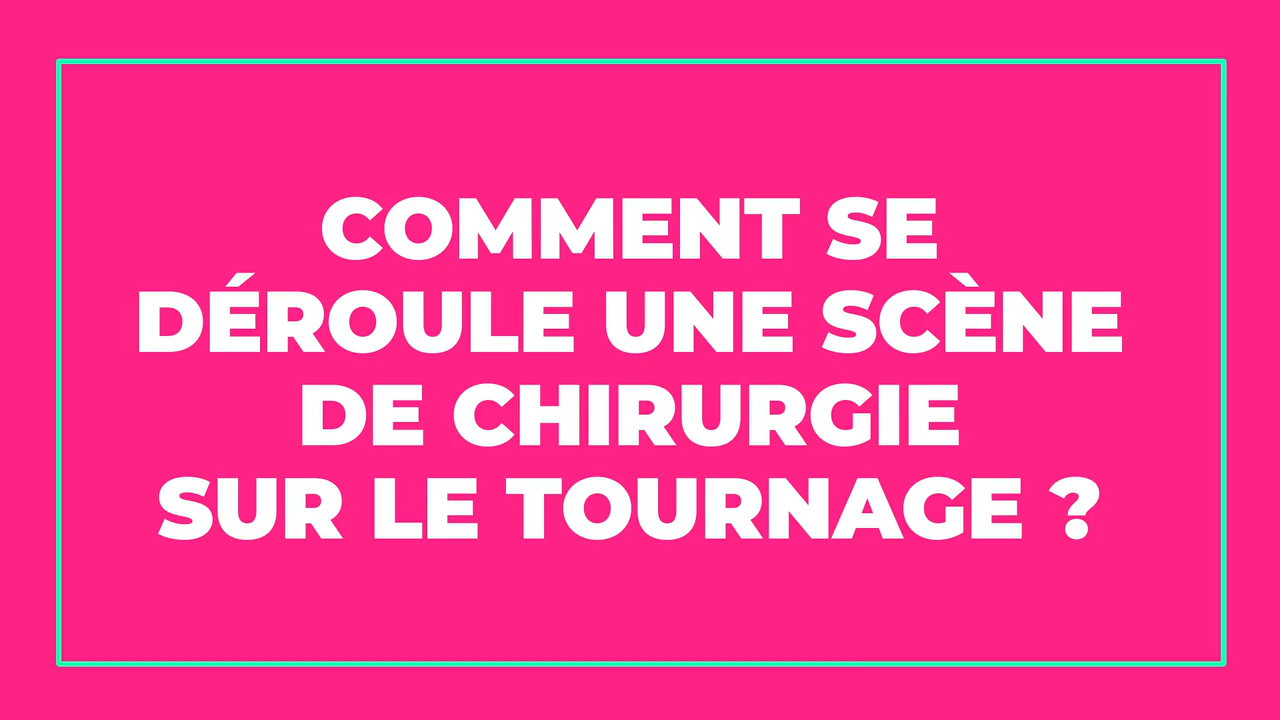 COMMENT SE
DÉROULE UNE SCÈNE
DE CHIRURGIE
SUR LE TOURNAGE ?